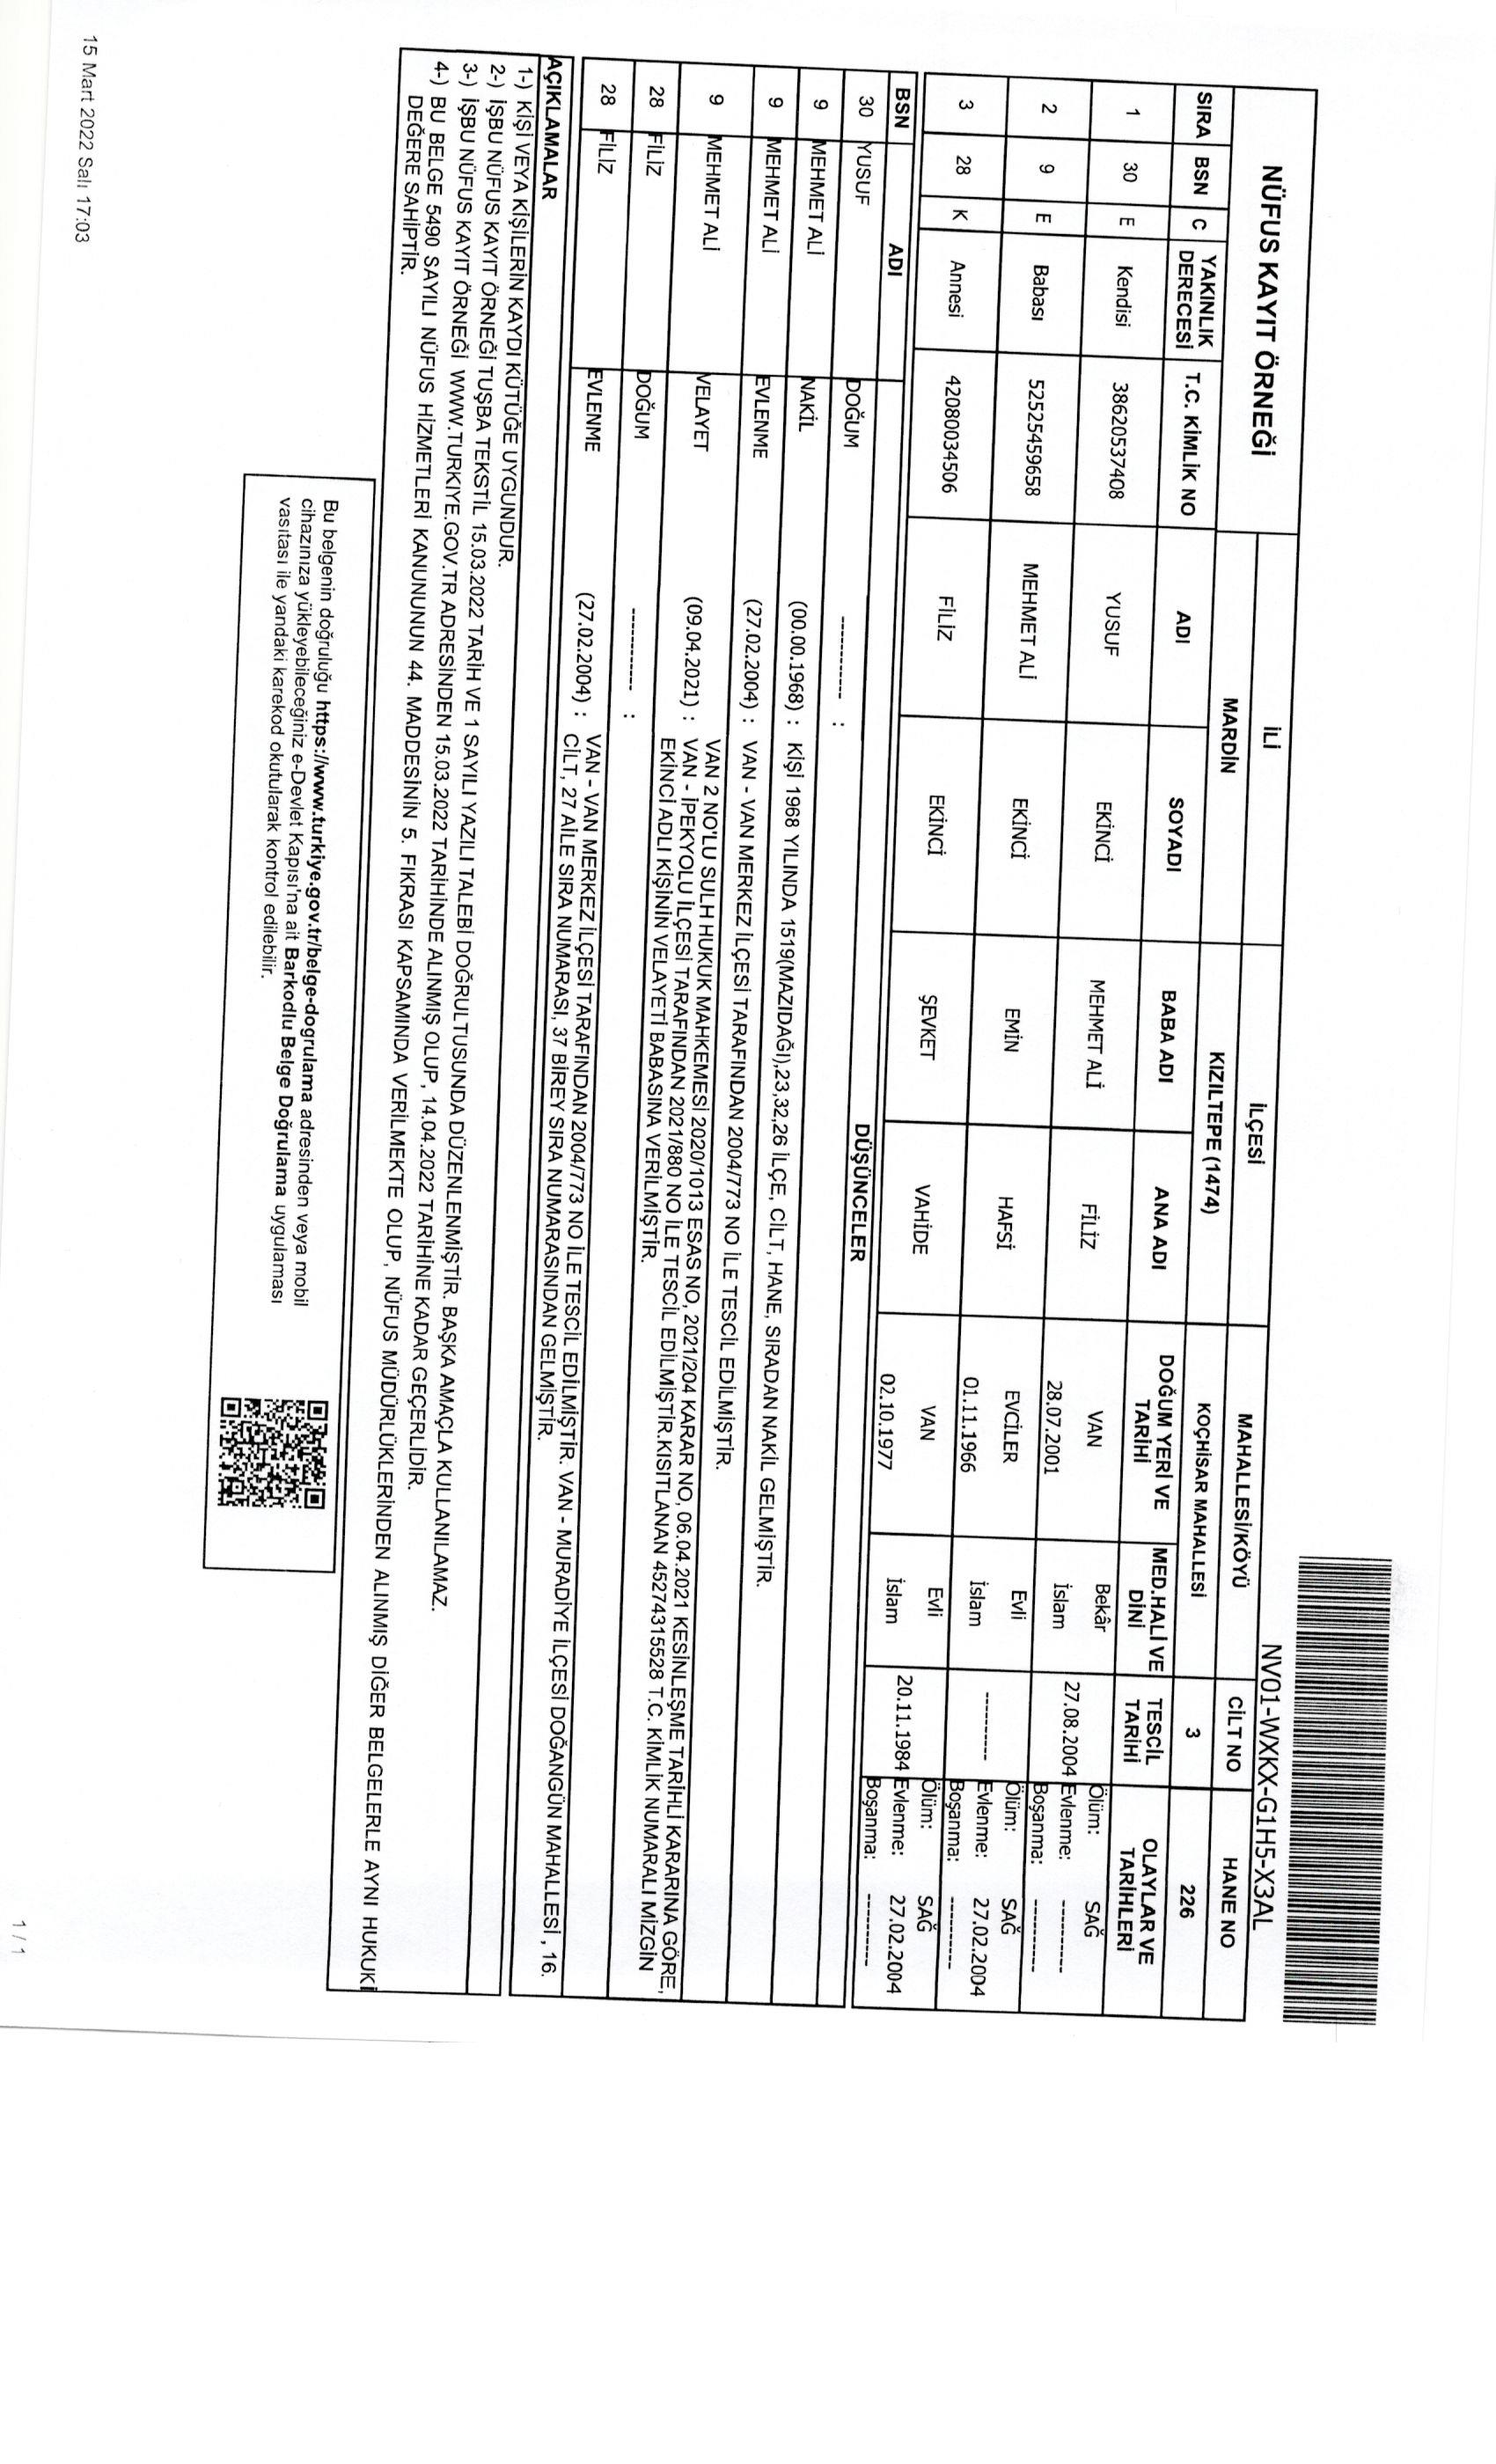 NV01-WXKX-G1H5-X3AL
NÜFUS KAYIT ÖRNEĞİ İLİ İLÇESİ MAHALLESİ/KÖYÜ CİLT NO HANE NO
MARDİN KIZILTEPE (1474) KOÇHİSAR MAHALLESİ 3 226
SIRA BSN C YAKINLIK DERECESİ T.C. KİMLİK NO ADI SOYADI BABA ADI ANA ADI DOĞUM YERİ VE TARİHİ MED.HALİ VE DİNİ TESCİL TARİHİ OLAYLAR VE TARİHLERİ
1 30 E Kendisi 38620537408 YUSUF EKİNCİ MEHMET ALİ FİLİZ VAN 28.07.2001 Bekâr İslam 27.08.2004 Ölüm: SAĞ
Evlenme: ----------
Boşanma: ----------
2 9 E Babası 52525459658 MEHMET ALİ EKİNCİ EMİN HAFSİ EVCİLER 01.11.1966 Evli İslam ---------- Ölüm: SAĞ
Evlenme: 27.02.2004
Boşanma: ----------
3 28 K Annesi 42080034506 FİLİZ EKİNCİ ŞEVKET VAHİDE VAN 02.10.1977 Evli İslam 20.11.1984 Ölüm: SAĞ
Evlenme: 27.02.2004
Boşanma: ----------
BSN ADI DÜŞÜNCELER
30 YUSUF DOĞUM ----------- :
9 MEHMET ALİ NAKİL (00.00.1968) : KİŞİ 1968 YILINDA 1519(MAZIDAĞI),23,32,26 İLÇE, CİLT, HANE, SIRADAN NAKİL GELMİŞTİR.
9 MEHMET ALİ EVLENME (27.02.2004) : VAN - VAN MERKEZ İLÇESİ TARAFINDAN 2004/773 NO İLE TESCİL EDİLMİŞTİR.
9 MEHMET ALİ VELAYET (09.04.2021) : VAN 2 NO'LU SULH HUKUK MAHKEMESİ 2020/1013 ESAS NO, 2021/204 KARAR NO, 06.04.2021 KESİNLEŞME TARİHLİ KARARINA GÖRE,
VAN - İPEKYOLU İLÇESİ TARAFINDAN 2021/880 NO İLE TESCİL EDİLMİŞTİR.KISITLANAN 45274315528 T.C. KİMLİK NUMARALI MİZGİN
EKİNCİ ADLI KİŞİNİN VELAYETİ BABASINA VERİLMİŞTİR.
28 FİLİZ DOĞUM ----------- :
28 FİLİZ EVLENME (27.02.2004) : VAN - VAN MERKEZ İLÇESİ TARAFINDAN 2004/773 NO İLE TESCİL EDİLMİŞTİR. VAN - MURADİYE İLÇESİ DOĞANGÜN MAHALLESİ , 16.
CİLT, 27 AİLE SIRA NUMARASI, 37 BİREY SIRA NUMARASINDAN GELMİŞTİR.
AÇIKLAMALAR
1-) KİŞİ VEYA KİŞİLERİN KAYDI KÜTÜĞE UYGUNDUR.
2-) İŞBU NÜFUS KAYIT ÖRNEĞİ TUŞBA TEKSTİL 15.03.2022 TARİH VE 1 SAYILI YAZILI TALEBİ DOĞRULTUSUNDA DÜZENLENMİŞTİR. BAŞKA AMAÇLA KULLANILAMAZ.
3-) İŞBU NÜFUS KAYIT ÖRNEĞİ WWW.TURKIYE.GOV.TR ADRESİNDEN 15.03.2022 TARİHİNDE ALINMIŞ OLUP, 14.04.2022 TARİHİNE KADAR GEÇERLİDİR.
4-) BU BELGE 5490 SAYILI NÜFUS HİZMETLERİ KANUNUNUN 44. MADDESİNİN 5. FIKRASI KAPSAMINDA VERİLMEKTE OLUP, NÜFUS MÜDÜRLÜKLERİNDEN ALINMIŞ DİĞER BELGELERLE AYNI HUKUKİ
DEĞERE SAHİPTİR.
Bu belgenin doğruluğu https://www.turkiye.gov.tr/belge-dogrulama adresinden veya mobil
cihazınıza yükleyebileceğiniz e-Devlet Kapısı'na ait Barkodlu Belge Doğrulama uygulaması
vasıtası ile yandaki karekod okutularak kontrol edilebilir.
15 Mart 2022 Salı 17:03
1 / 1